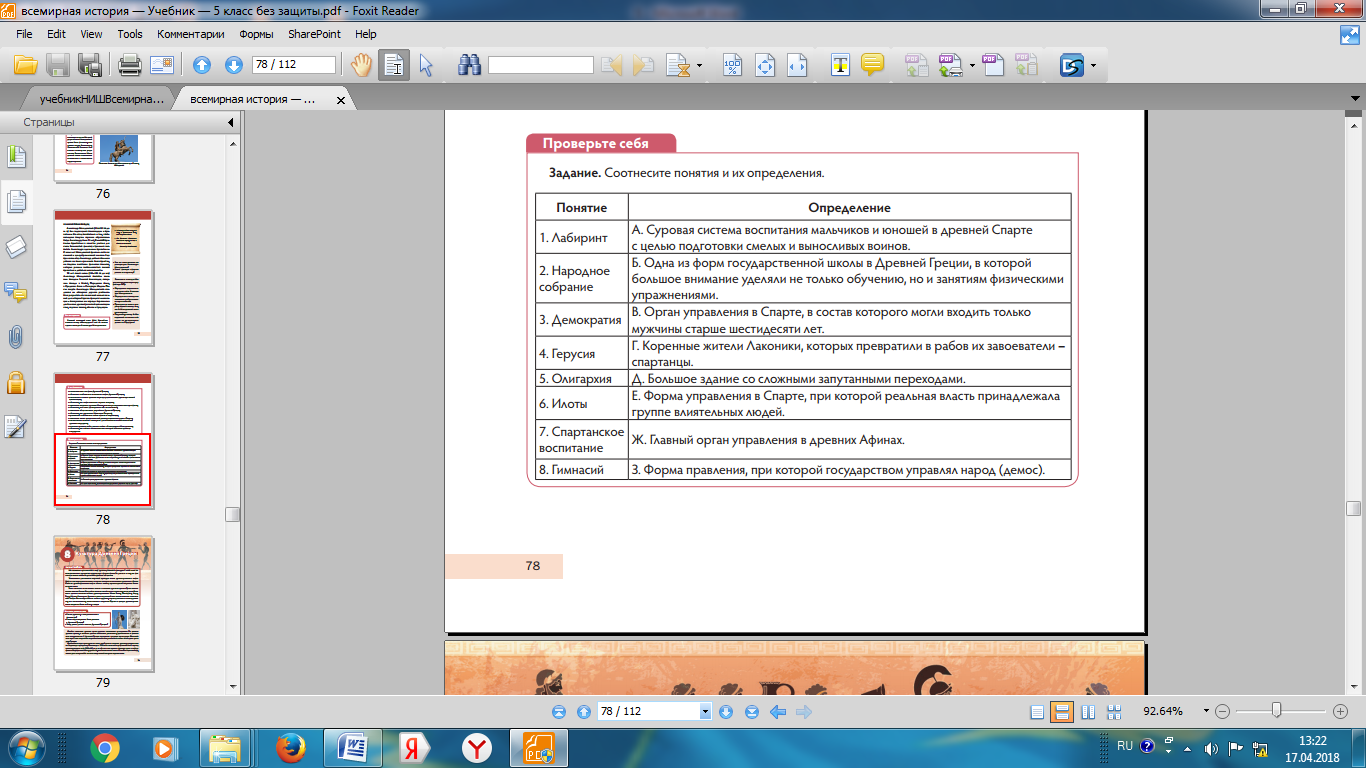 всемирная история — Учебник — 5 класс без защиты.pdf - Foxit Reader
File Edit View Tools Комментарии Формы SharePoint Help
78 / 112
учебникНИШВсемирна...
всемирная история — ...
Страницы
76
77
78
8
79
Проверьте себя
Задание. Соотнесите понятия и их определения.
Понятие Определение
1. Лабиринт
А. Суровая система воспитания мальчиков и юношей в древней Спарте
с целью подготовки смелых и выносливых воинов.
2. Народное
собрание
Б. Одна из форм государственной школы в Древней Греции, в которой
большое внимание уделяли не только обучению, но и занятиям физическими
упражнениями.
3. Демократия
В. Орган управления в Спарте, в состав которого могли входить только
мужчины старше шестидесяти лет.
4. Герусия
Г. Коренные жители Лаконики, которых превратили в рабов их завоеватели –
спартанцы.
5. Олигархия
Д. Большое здание со сложными запутанными переходами.
6. Илоты
Е. Форма управления в Спарте, при которой реальная власть принадлежала
группе влиятельных людей.
7. Спартанское
воспитание
Ж. Главный орган управления в древних Афинах.
8. Гимнасий
З. Форма правления, при которой государством управлял народ (демос).
78
78 / 112
92.64%
RU
13:22
17.04.2018